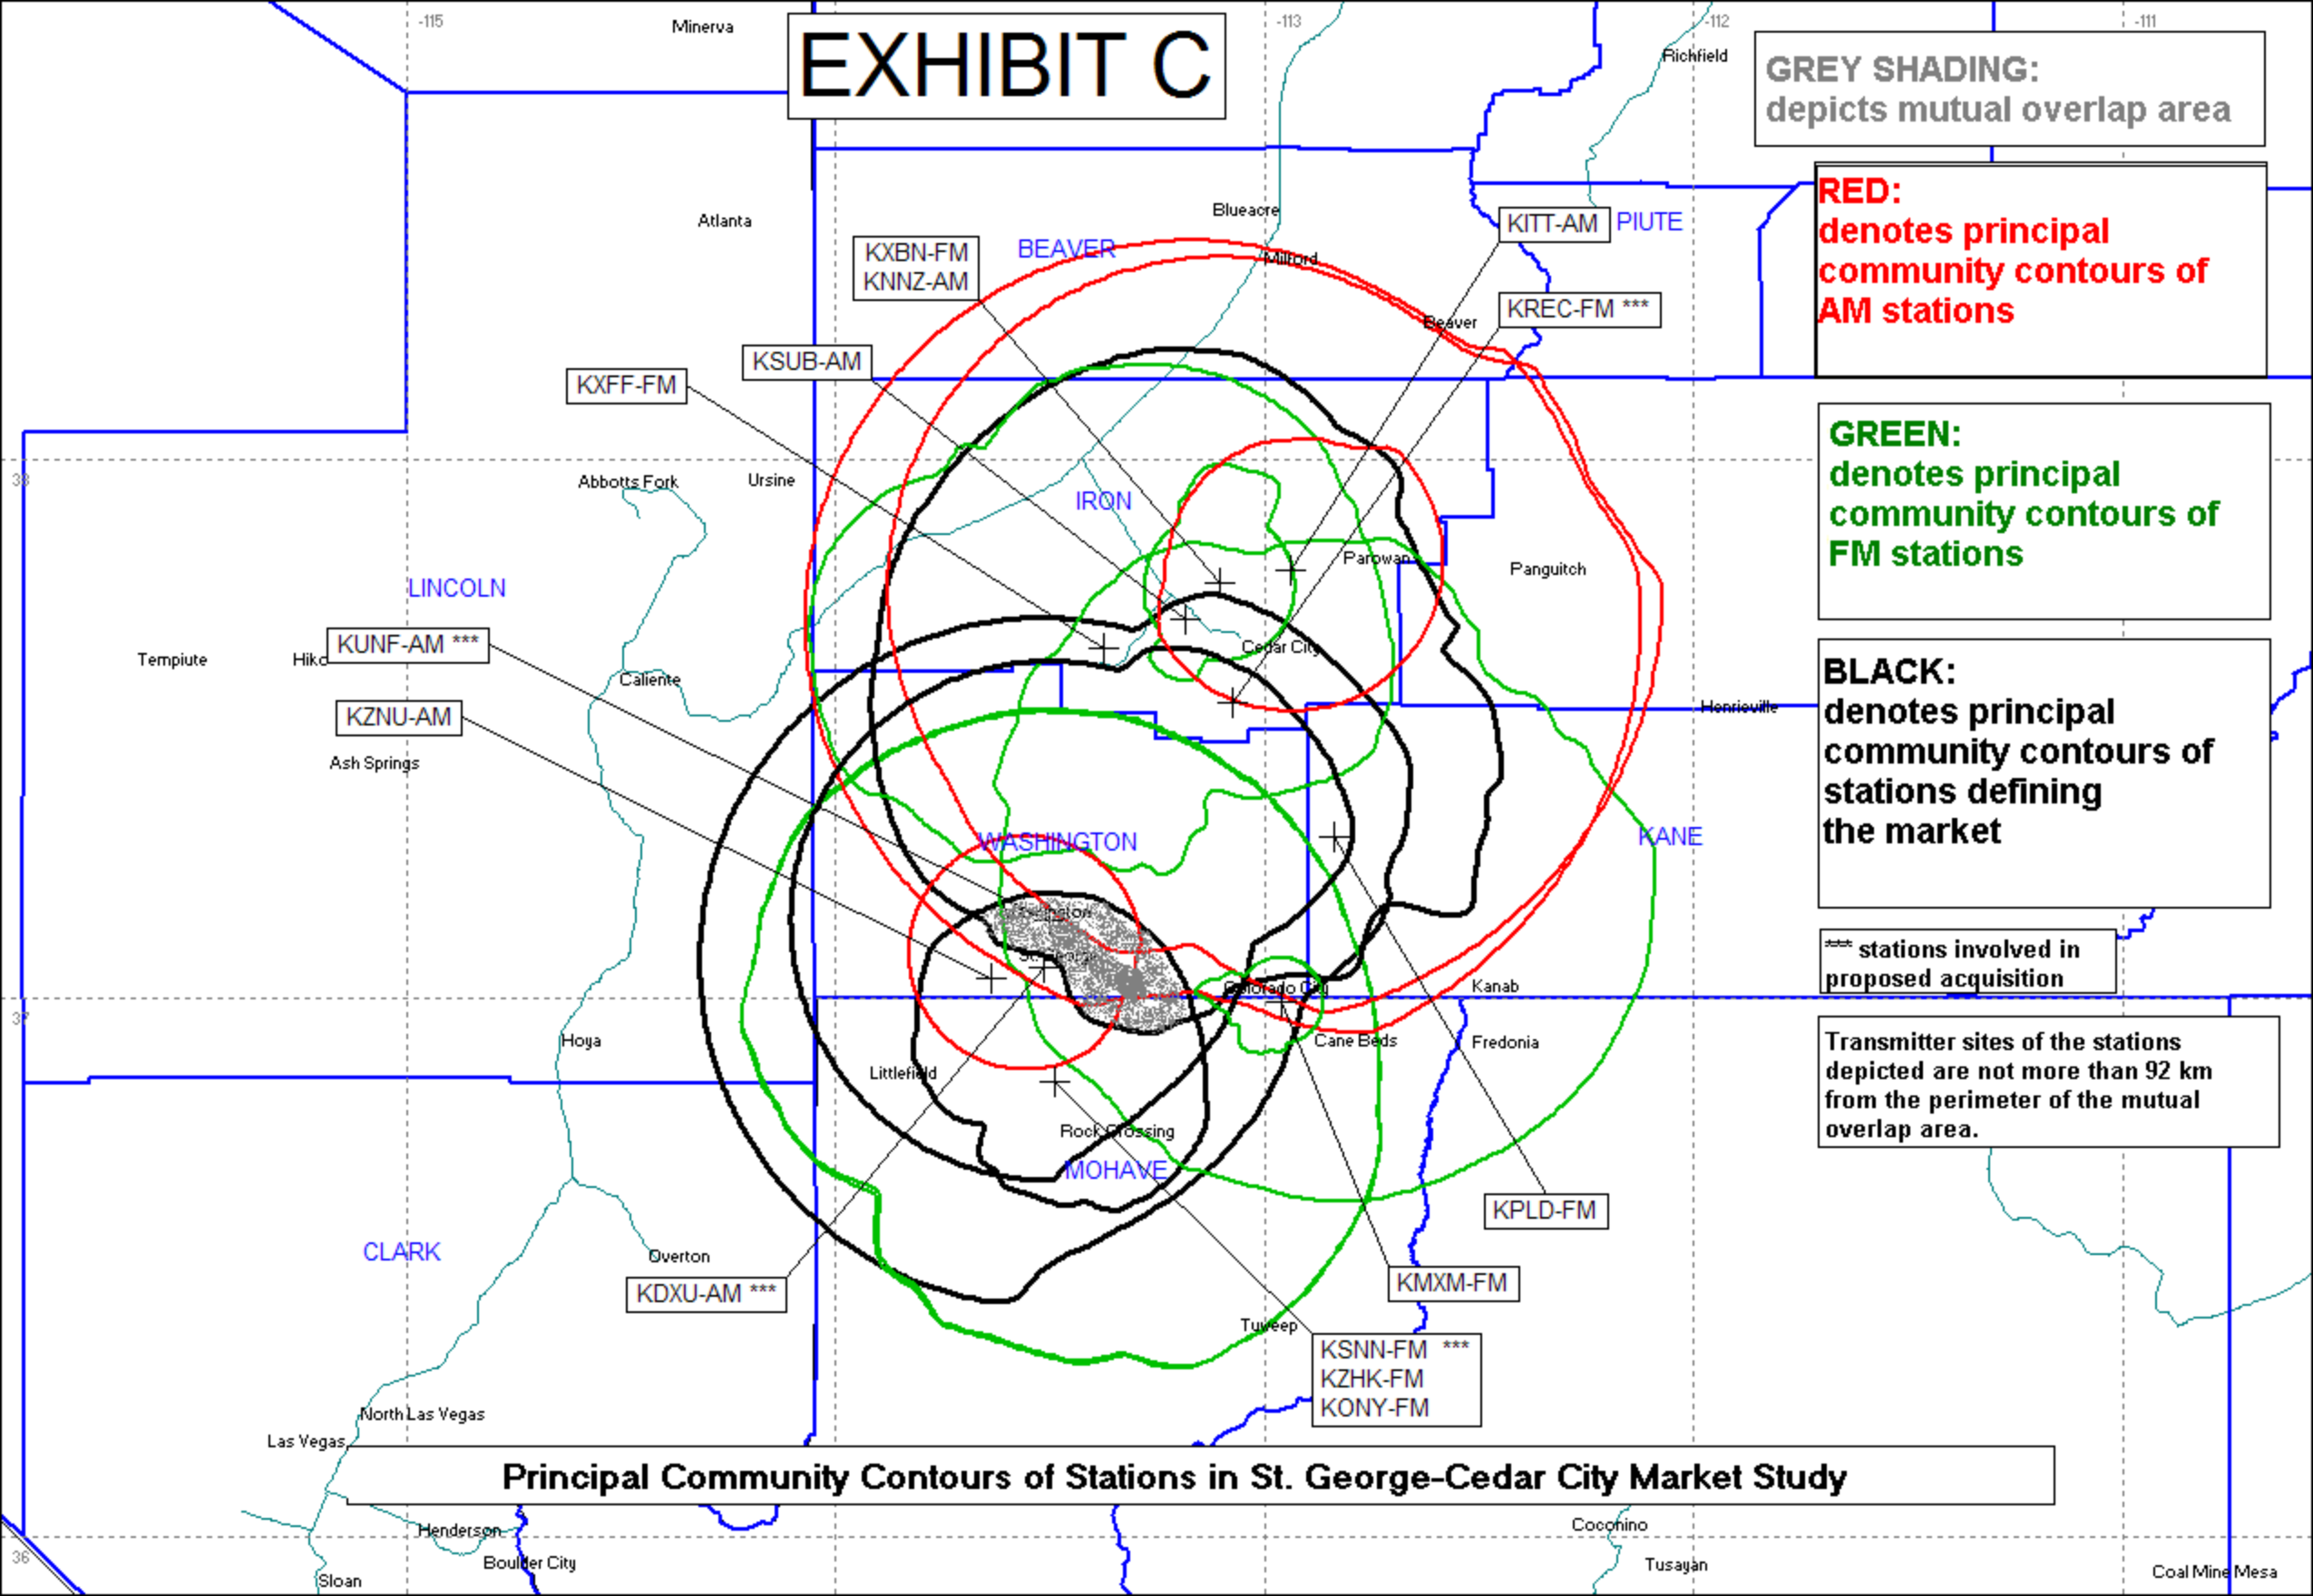 -115
-113
-112
-111
Minerva
EXHIBIT C
Richfield
GREY SHADING:
depicts mutual overlap area
RED:
denotes principal
community contours of
AM stations
Atlanta
Blueacre
KITT-AM
PIUTE
KXBN-FM
KNNZ-AM
BEAVER
Milford
KREC-FM ***
Beaver
KSUB-AM
KXFF-FM
GREEN:
denotes principal
community contours of
FM stations
38
Abbotts Fork
Ursine
IRON
Parowan
Panguitch
LINCOLN
KUNF-AM ***
Tempiute
Hiko
Cedar City
Caliente
BLACK:
denotes principal
community contours of
stations defining
the market
KZNU-AM
Henrieville
Ash Springs
WASHINGTON
KANE
*** stations involved in
proposed acquisition
St. George
Colorado City
Kanab
37
Hoya
Cane Beds
Fredonia
Littlefield
Transmitter sites of the stations
depicted are not more than 92 km
from the perimeter of the mutual
overlap area.
Rock Crossing
MOHAVE
KPLD-FM
CLARK
Overton
KDXU-AM ***
KMXM-FM
Tuweep
KSNN-FM ***
KZHK-FM
KONY-FM
North Las Vegas
Las Vegas
Principal Community Contours of Stations in St. George-Cedar City Market Study
Henderson
Coconino
36
Boulder City
Tusayan
Sloan
Coal Mine Mesa